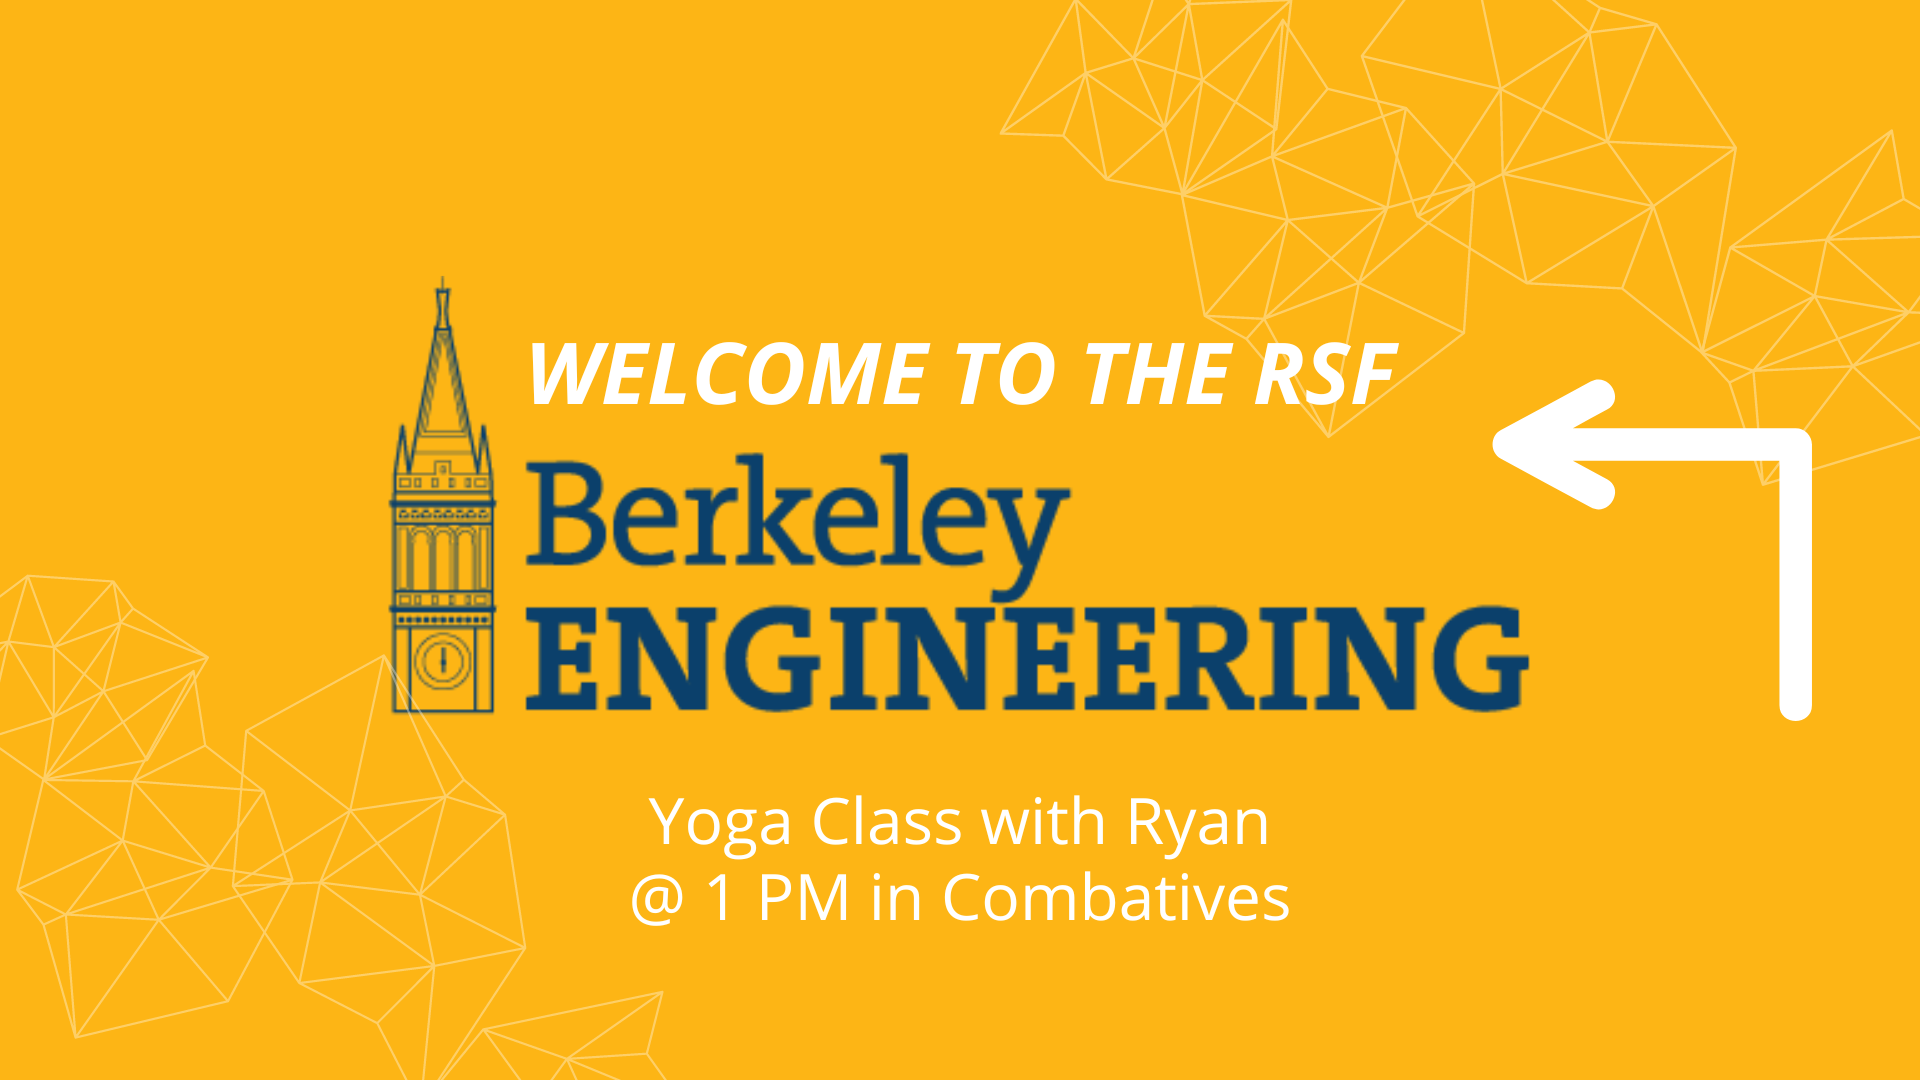 WELCOME TO THE RSF
Berkeley
ENGINEERING
Yoga Class with Ryan
@ 1 PM in Combatives